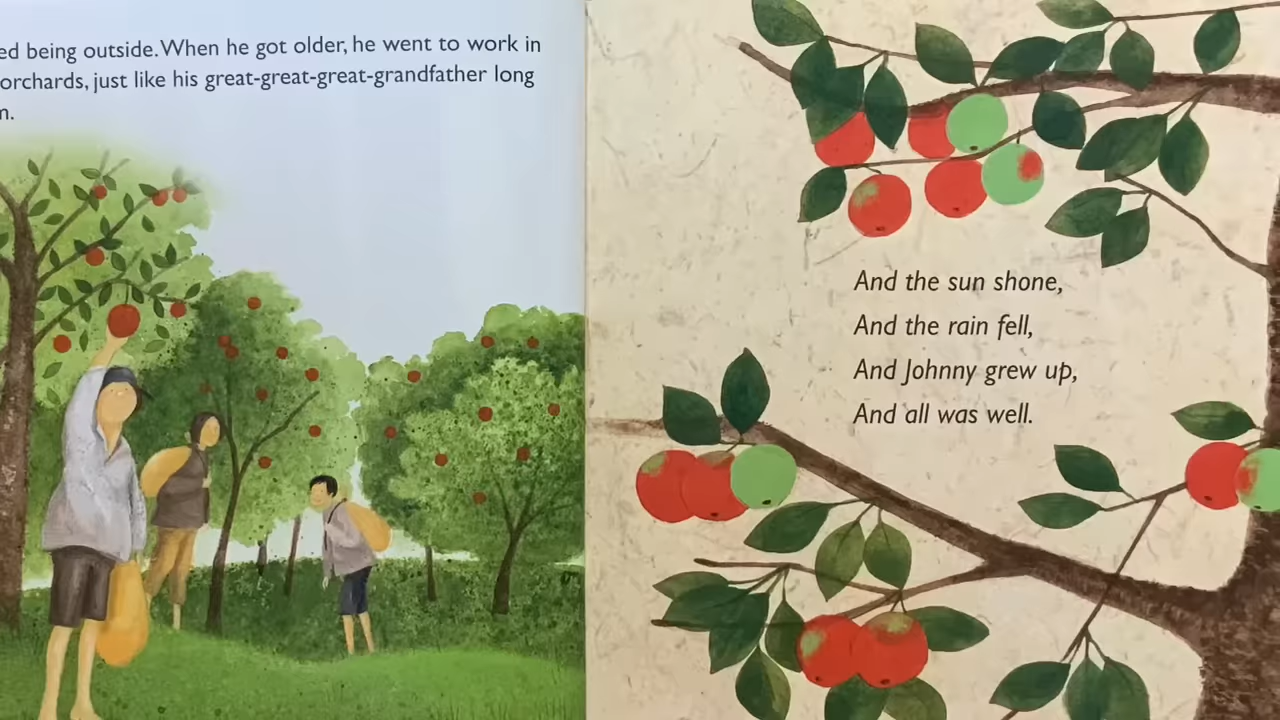 being outside. When he got older, he went to work in
orchards, just like his great-great-great-grandfather long
And the sun shone,
And the rain fell,
And Johnny grew up,
And all was well.